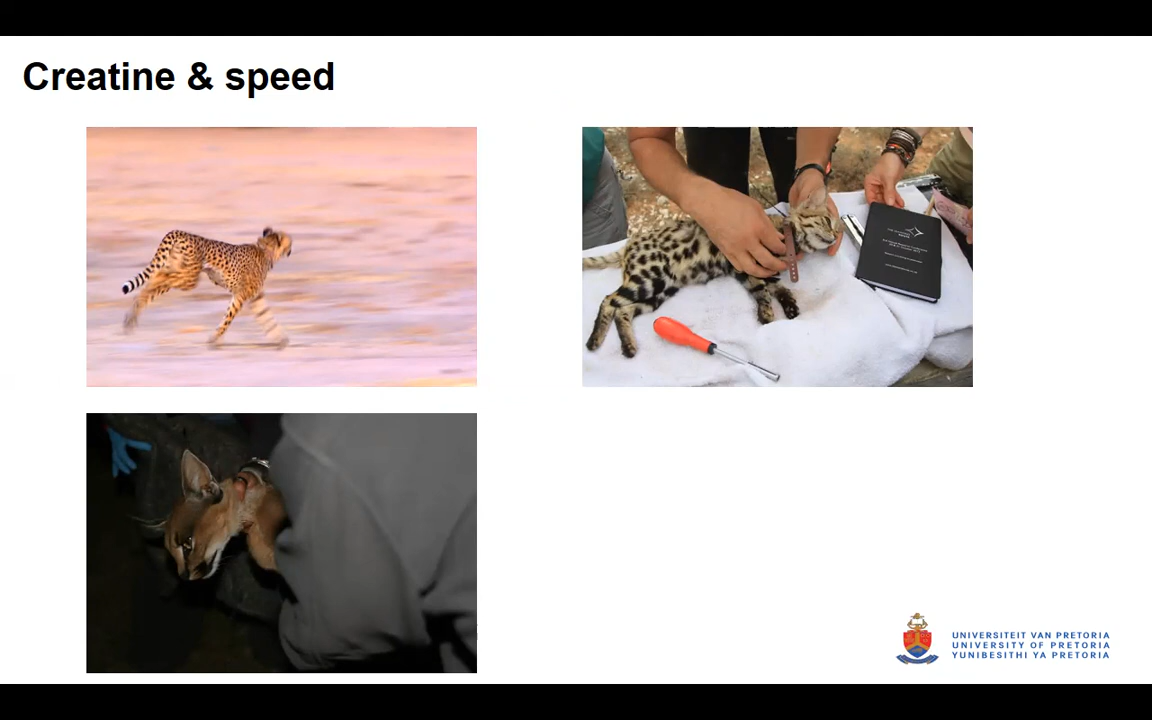 Creatine & speed
UNIVERSITEIT VAN PRETORIA
UNIVERSITY OF PRETORIA
YUNIBESITHI YA PRETORIA